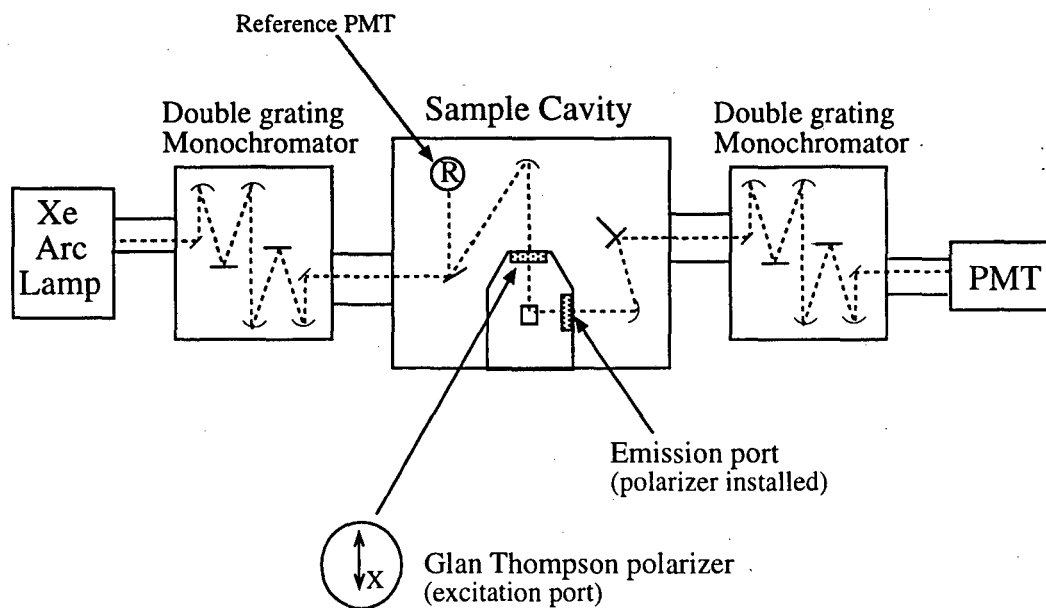 Reference PMT
Double grating
Monochromator
Sample Cavity
Double grating
Monochromator
R
Xe
Arc
Lamp
PMT
Emission port
(polarizer installed)
X
Glan Thompson polarizer
(excitation port)